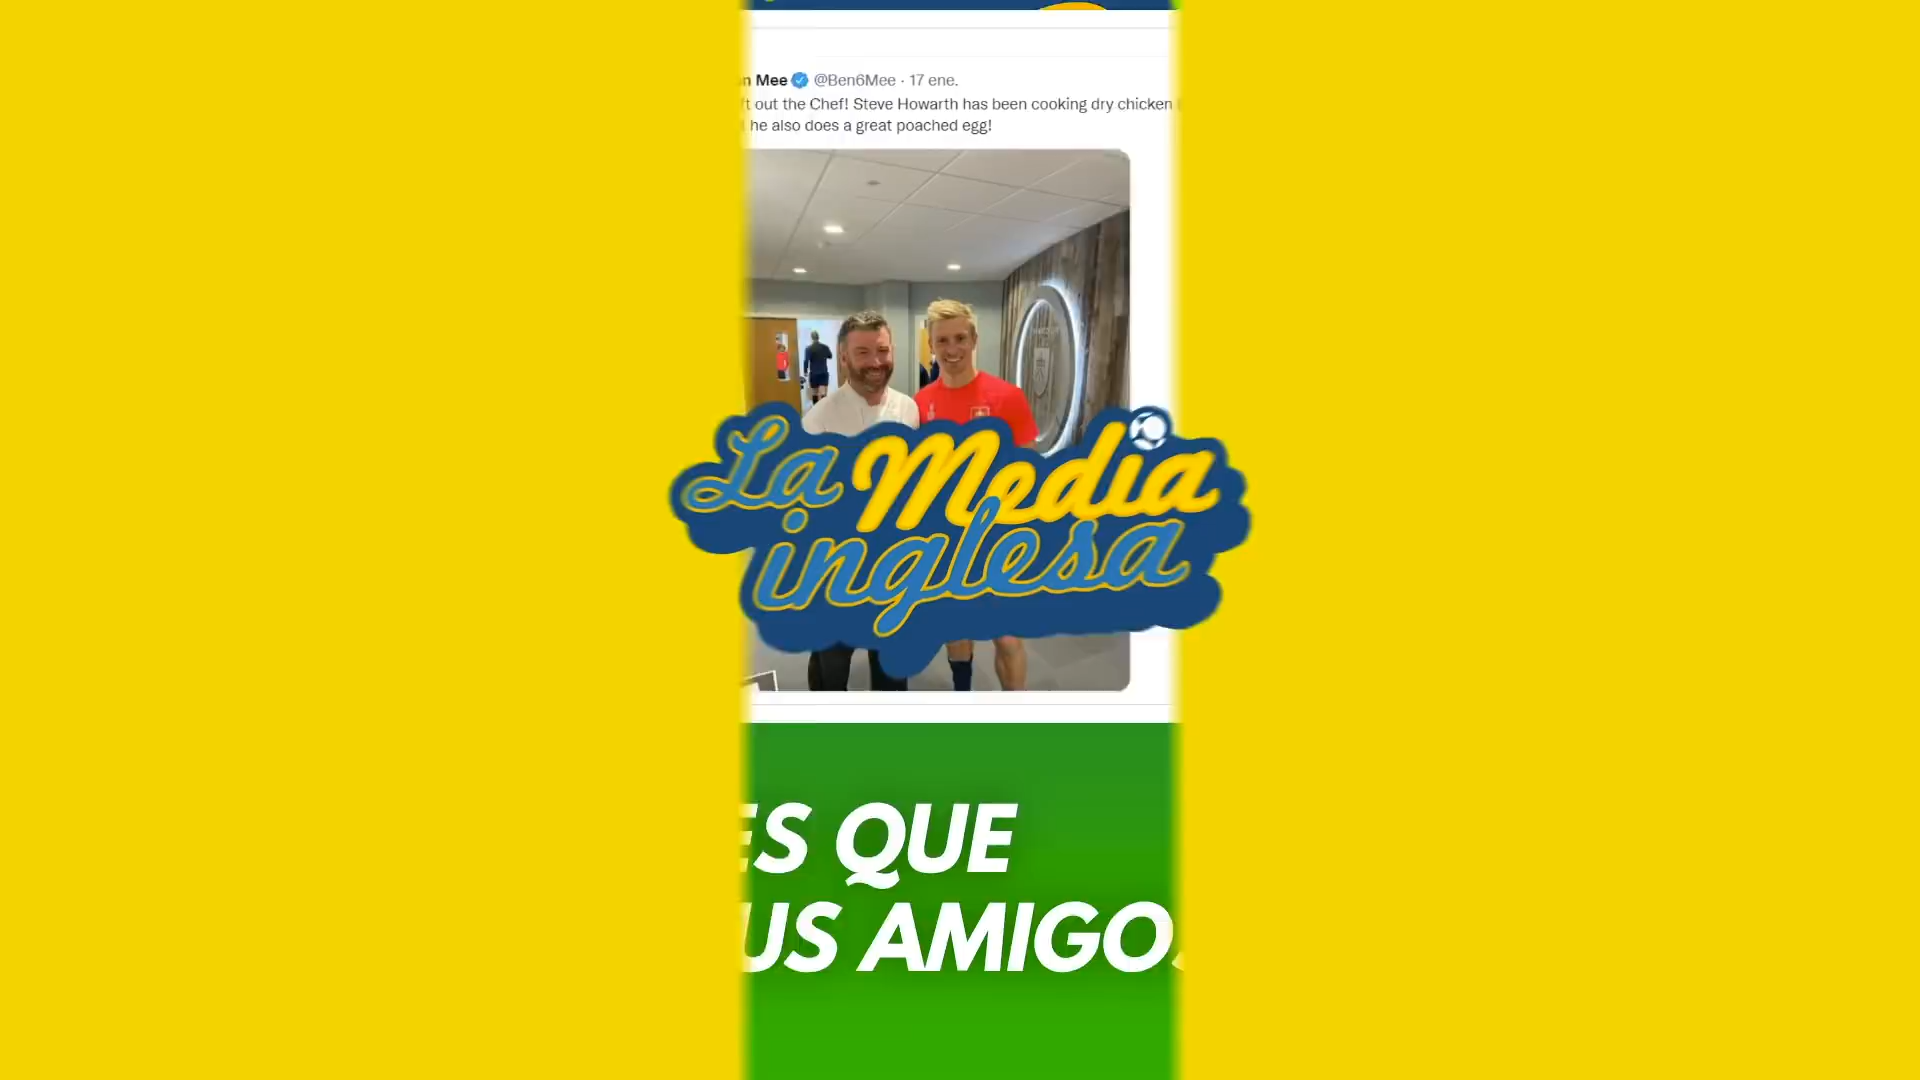 n Mee @Ben6Mee · 17 ene.
ft out the Chef! Steve Howarth has been cooking dry chicken
he also does a great poached egg!
La Media
inglesa
ES QUE
US AMIGO